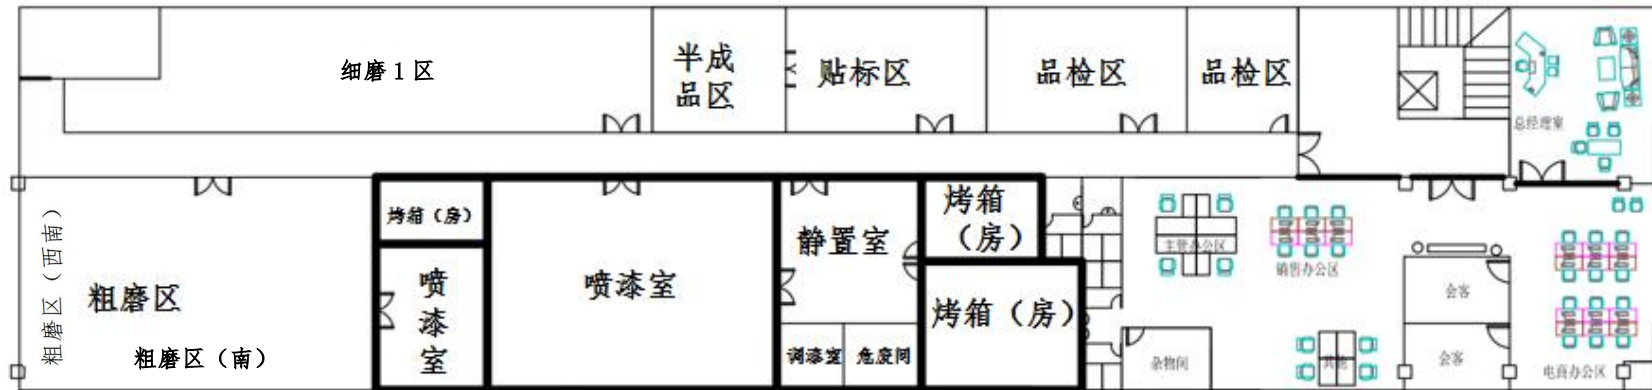 细磨1区
半成
品区
贴标区
品检区
品检区
总经理室
粗磨区（西南）
粗磨区
粗磨区（南）
烤箱（房）
喷
漆
室
喷漆室
静置室
调漆室
危废间
烤箱
（房）
烤箱（房）
主管办公区
销售办公区
会客
会客
杂物间
电商办公区